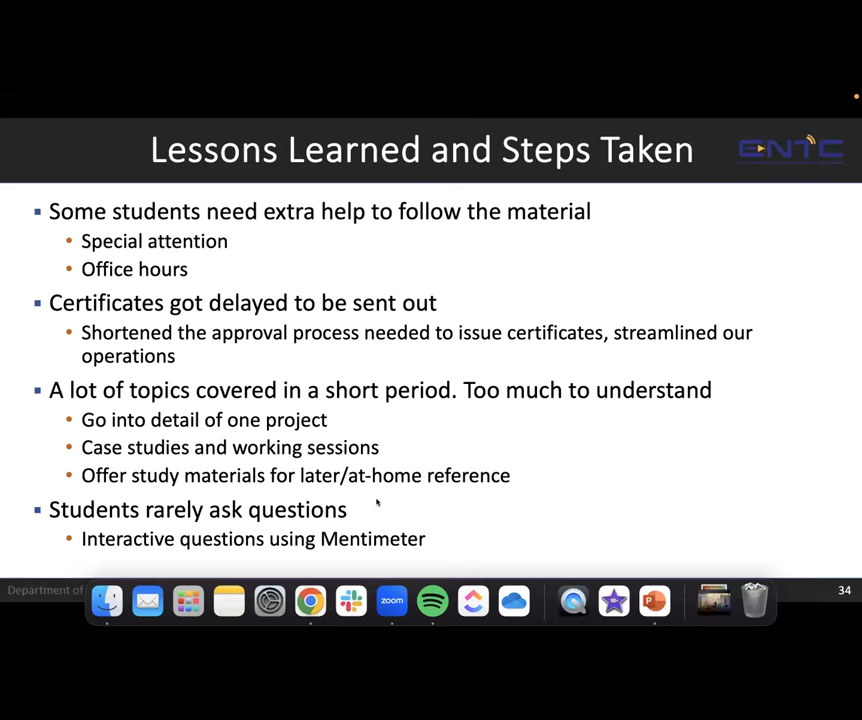 Lessons Learned and Steps Taken
ENTC
Some students need extra help to follow the material
Special attention
Office hours
Certificates got delayed to be sent out
Shortened the approval process needed to issue certificates, streamlined our
operations
A lot of topics covered in a short period. Too much to understand
Go into detail of one project
Case studies and working sessions
Offer study materials for later/at-home reference
Students rarely ask questions
Interactive questions using Mentimeter
Department of
34
zoom
P